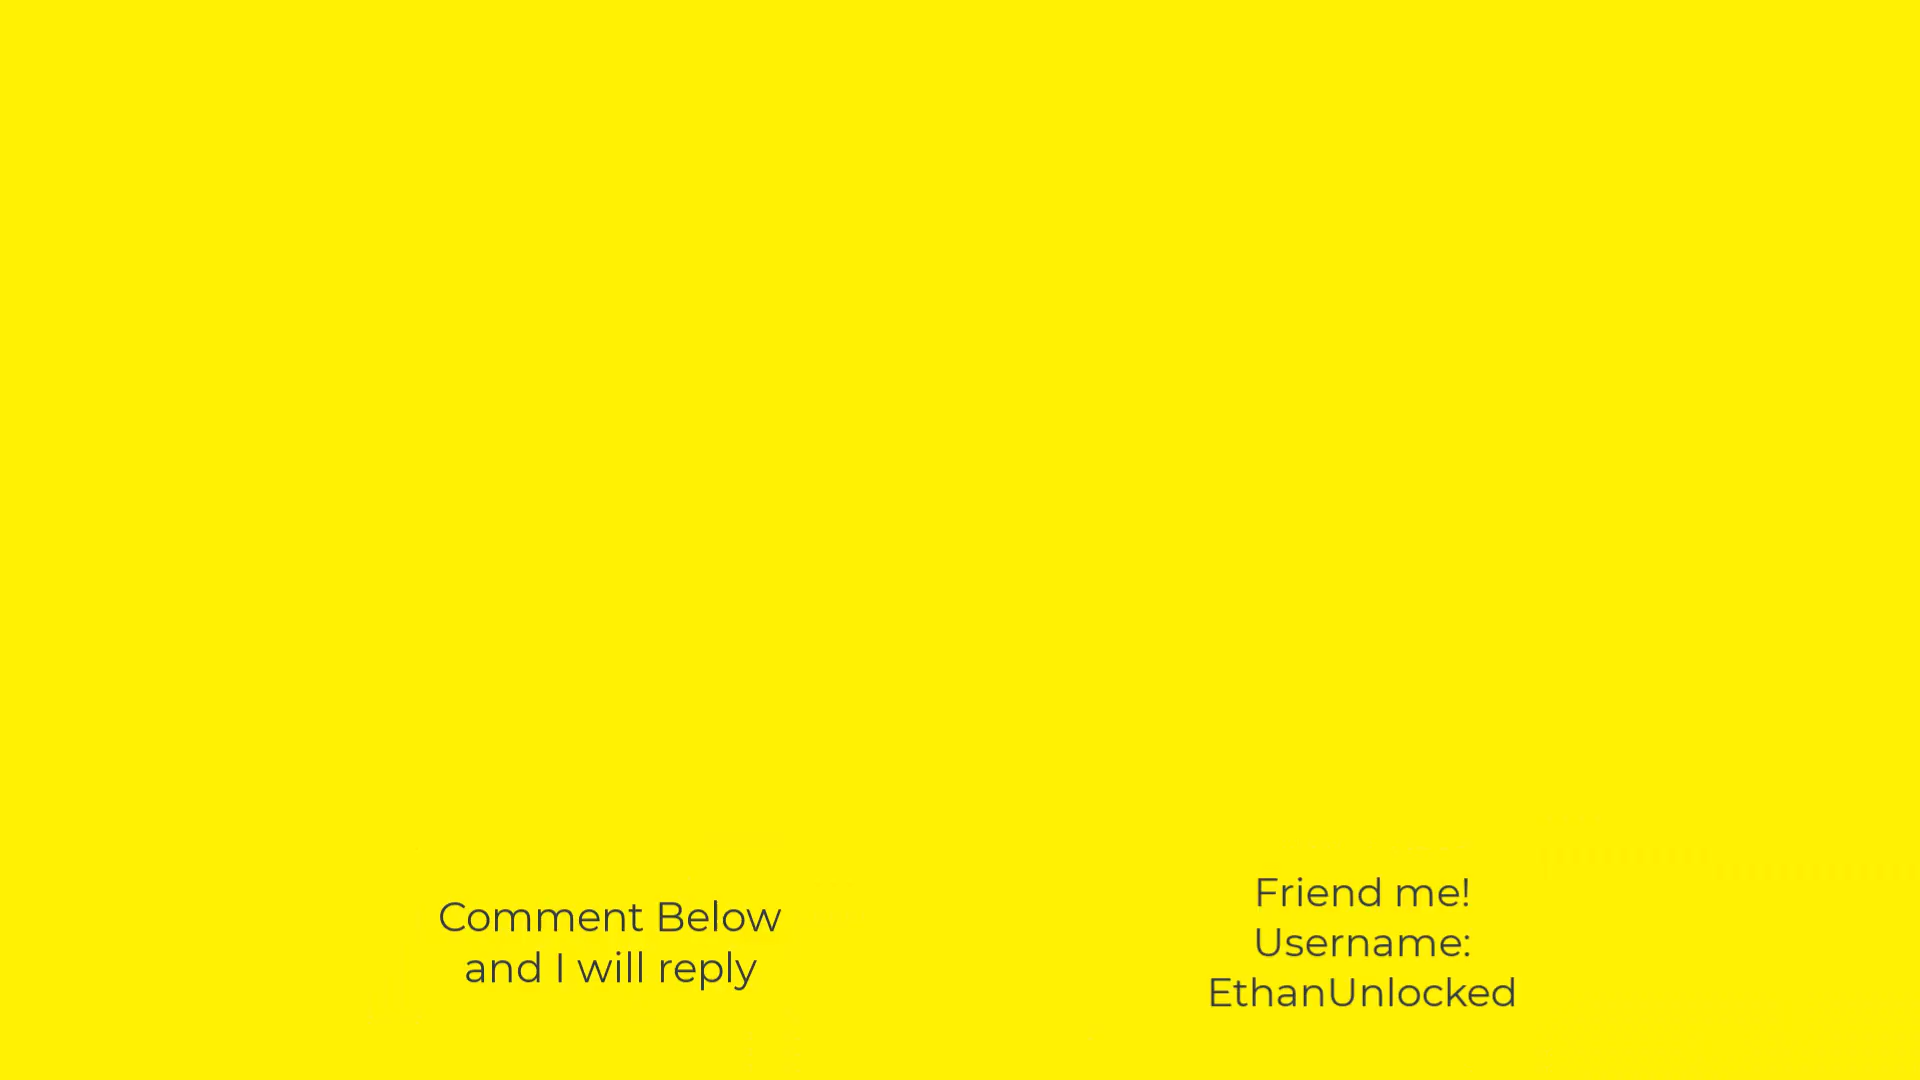 Comment Below
and I will reply
Friend me!
Username:
EthanUnlocked